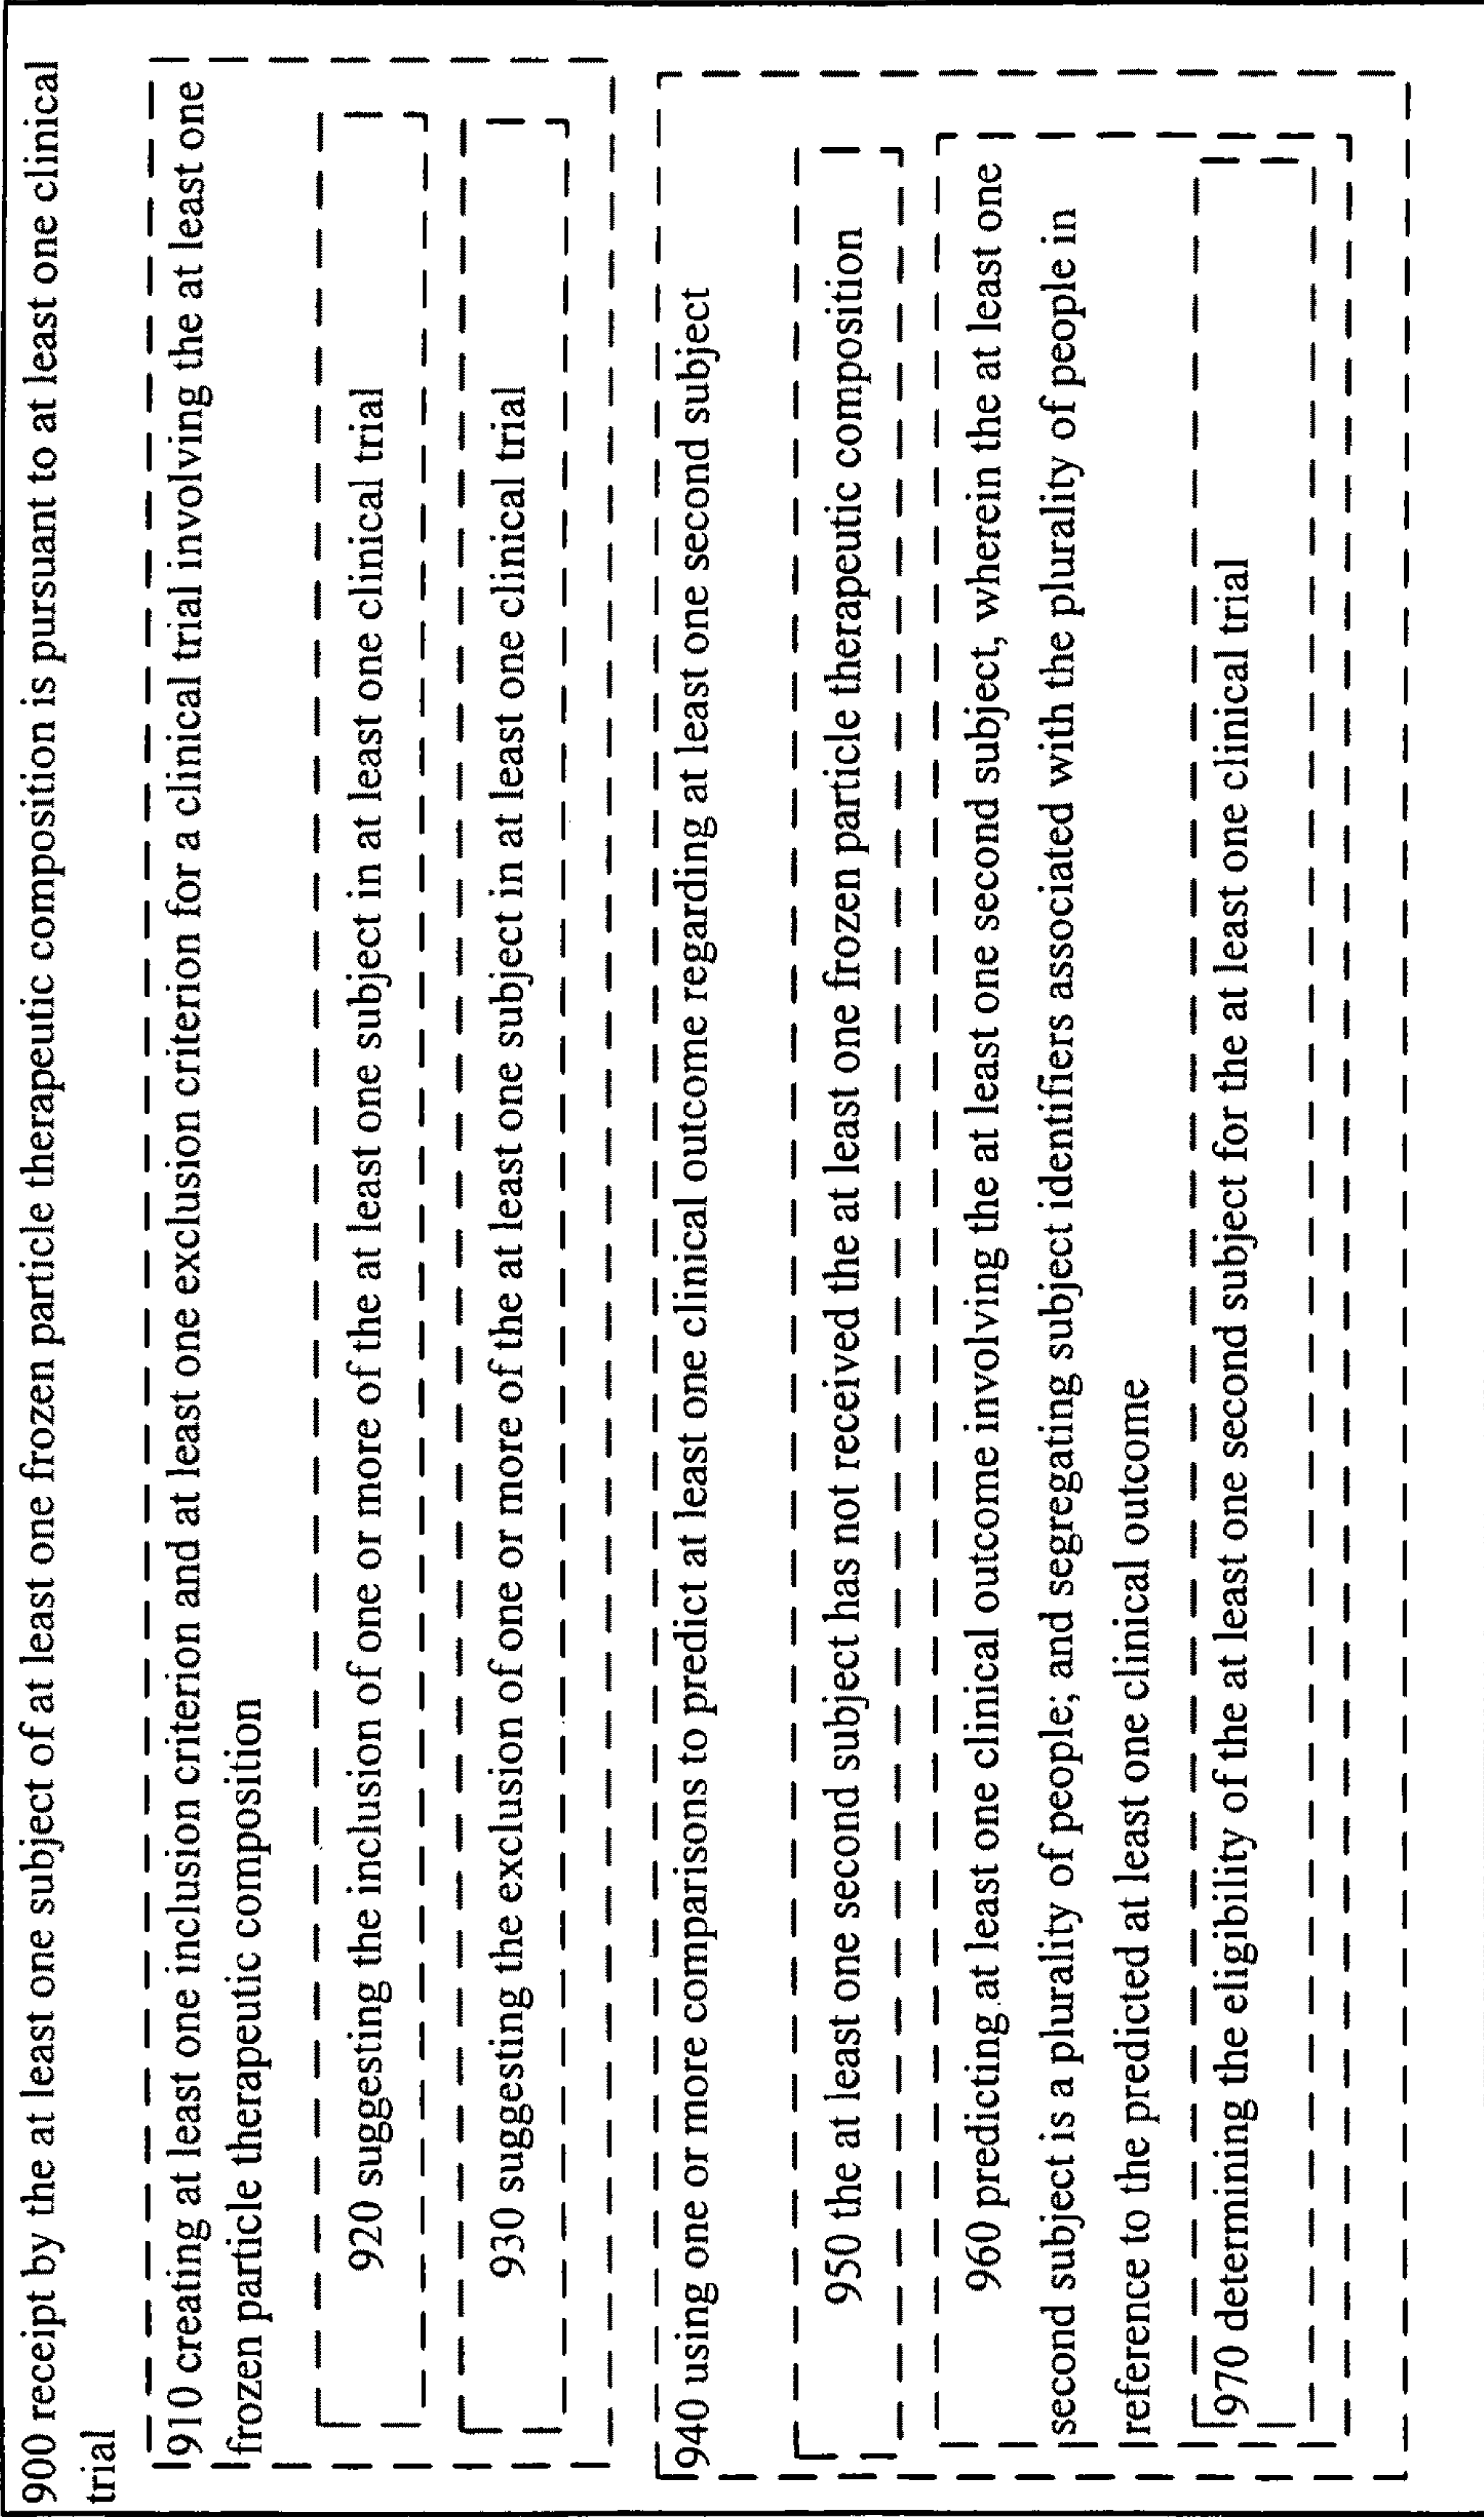 900 receipt by the at least one subject of at least one frozen particle therapeutic composition is pursuant to at least one clinical
trial
910 creating at least one inclusion criterion and at least one exclusion criterion for a clinical trial involving the at least one
frozen particle therapeutic composition
920 suggesting the inclusion of one or more of the at least one subject in at least one clinical trial
930 suggesting the exclusion of one or more of the at least one subject in at least one clinical trial
940 using one or more comparisons to predict at least one clinical outcome regarding at least one second subject
950 the at least one second subject has not received the at least one frozen particle therapeutic composition
960 predicting at least one clinical outcome involving the at least one second subject, wherein the at least one
second subject is a plurality of people; and segregating subject identifiers associated with the plurality of people in
reference to the predicted at least one clinical outcome
970 determining the eligibility of the at least one second subject for the at least one clinical trial